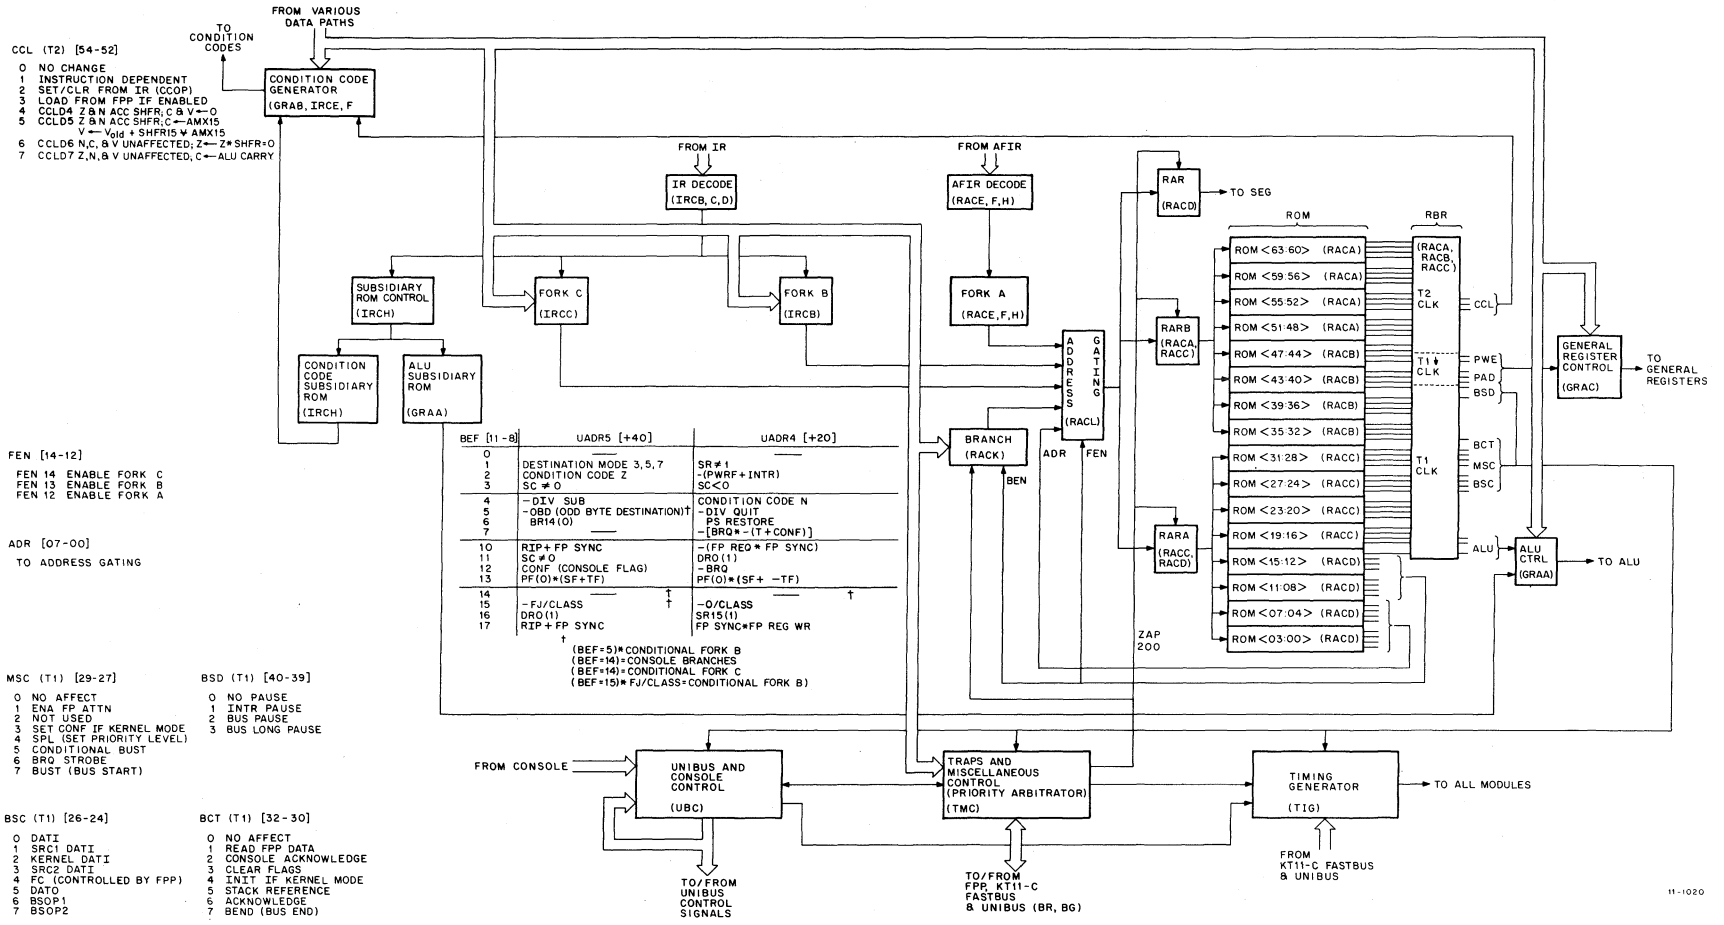 FROM VARIOUS
DATA PATHS
TO
CONDITION
CODES
CCL (T2) [54-52]
0 NO CHANGE
1 INSTRUCTION DEPENDENT
2 SET/CLR FROM IR (CCOP)
3 LOAD FROM FPP IF ENABLED
4 CCLD4 Z & N ACC SHFR; C & V←0
5 CCLD5 Z & N ACC SHFR; C←AMX15
V ← Vold + SHFR15 ⊻ AMX15
6 CCLD6 N,C, & V UNAFFECTED; Z← Z* SHFR=0
7 CCLD7 Z,N, & V UNAFFECTED; C←ALU CARRY
CONDITION CODE
GENERATOR
(GRAB, IRCE, F
FROM IR
IR DECODE
(IRCB, C, D)
FROM AFIR
AFIR DECODE
(RACE, F, H)
RAR
(RACD)
TO SEG
ROM
RBR
SUBSIDIARY
ROM CONTROL
(IRCH)
FORK C
(IRCC)
FORK B
(IRCB)
FORK A
(RACE, F, H)
CONDITION
CODE
SUBSIDIARY
ROM
(IRCH)
ALU
SUBSIDIARY
ROM
(GRAA)
ADDRESS
GATING
(RACL)
RARB
(RACA,
RACC)
RARA
(RACC,
RACD)
ROM <63:60> (RACA)
ROM <59:56> (RACA)
ROM <55:52> (RACA)
ROM <51:48> (RACA)
ROM <47:44> (RACB)
ROM <43:40> (RACB)
ROM <39:36> (RACB)
ROM <35:32> (RACB)
ROM <31:28> (RACC)
ROM <27:24> (RACC)
ROM <23:20> (RACC)
ROM <19:16> (RACC)
ROM <15:12> (RACD)
ROM <11:08> (RACD)
ROM <07:04> (RACD)
ROM <03:00> (RACD)
(RACA,
RACB,
RACC)
T2
CLK
T1↓
CLK
T1
CLK
CCL
PWE
PAD
BSD
BCT
MSC
BSC
ALU
GENERAL
REGISTER
CONTROL
(GRAC)
TO
GENERAL
REGISTERS
ALU
CTRL
(GRAA)
TO ALU
BRANCH
(RACK)
BEN
ADR
FEN
ZAP
200
FEN [14-12]
FEN 14 ENABLE FORK C
FEN 13 ENABLE FORK B
FEN 12 ENABLE FORK A
ADR [07-00]
TO ADDRESS GATING
BEF [11-8] UADR5 [+40] UADR4 [+20]
0 —— ——
1 DESTINATION MODE 3,5,7 SR≠1
2 CONDITION CODE Z -(PWRF+INTR)
3 SC ≠ 0 SC<0
4 -DIV SUB CONDITION CODE N
5 -OBD (ODD BYTE DESTINATION)† -DIV QUIT
6 BR14(0) PS RESTORE
7 —— -[BRQ*-(T+CONF)]
10 RIP+FP SYNC -(FP REQ * FP SYNC)
11 SC≠0 DRO(1)
12 CONF (CONSOLE FLAG) -BRQ
13 PF(0)*(SF+TF) PF(0)*(SF+ -TF)
14 —— † —— †
15 -FJ/CLASS † -O/CLASS
16 DRO(1) SR15(1)
17 RIP+FP SYNC FP SYNC*FP REG WR
†
(BEF=5)*CONDITIONAL FORK B
(BEF=14)=CONSOLE BRANCHES
(BEF=14)=CONDITIONAL FORK C
(BEF=15)* FJ/CLASS=CONDITIONAL FORK B)
MSC (T1) [29-27]
0 NO AFFECT
1 ENA FP ATTN
2 NOT USED
3 SET CONF IF KERNEL MODE
4 SPL (SET PRIORITY LEVEL)
5 CONDITIONAL BUST
6 BRQ STROBE
7 BUST (BUS START)
BSD (T1) [40-39]
0 NO PAUSE
1 INTR PAUSE
2 BUS PAUSE
3 BUS LONG PAUSE
BSC (T1) [26-24]
0 DATI
1 SRC1 DATI
2 KERNEL DATI
3 SRC2 DATI
4 FC (CONTROLLED BY FPP)
5 DATO
6 BSOP1
7 BSOP2
BCT (T1) [32-30]
0 NO AFFECT
1 READ FPP DATA
2 CONSOLE ACKNOWLEDGE
3 CLEAR FLAGS
4 INIT IF KERNEL MODE
5 STACK REFERENCE
6 ACKNOWLEDGE
7 BEND (BUS END)
FROM CONSOLE
UNIBUS AND
CONSOLE
CONTROL
(UBC)
TRAPS AND
MISCELLANEOUS
CONTROL
(PRIORITY ARBITRATOR)
(TMC)
TIMING
GENERATOR
(TIG)
TO ALL MODULES
TO/FROM
UNIBUS
CONTROL
SIGNALS
TO/FROM
FPP, KT11-C
FASTBUS
& UNIBUS (BR, BG)
FROM
KT11-C FASTBUS
& UNIBUS
11-1020